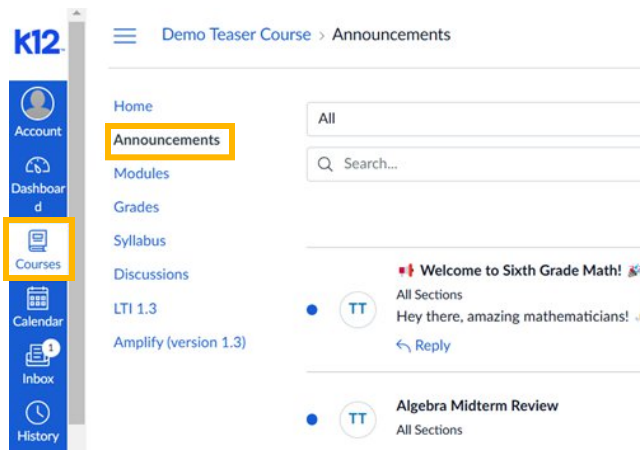 k12
Demo Teaser Course > Announcements
Account
Dashboar
d
Courses
Calendar
1
Inbox
History
Home
Announcements
Modules
Grades
Syllabus
Discussions
LTI 1.3
Amplify (version 1.3)
All
Search...
Welcome to Sixth Grade Math!
TT
All Sections
Hey there, amazing mathematicians!
Reply
Algebra Midterm Review
TT
All Sections